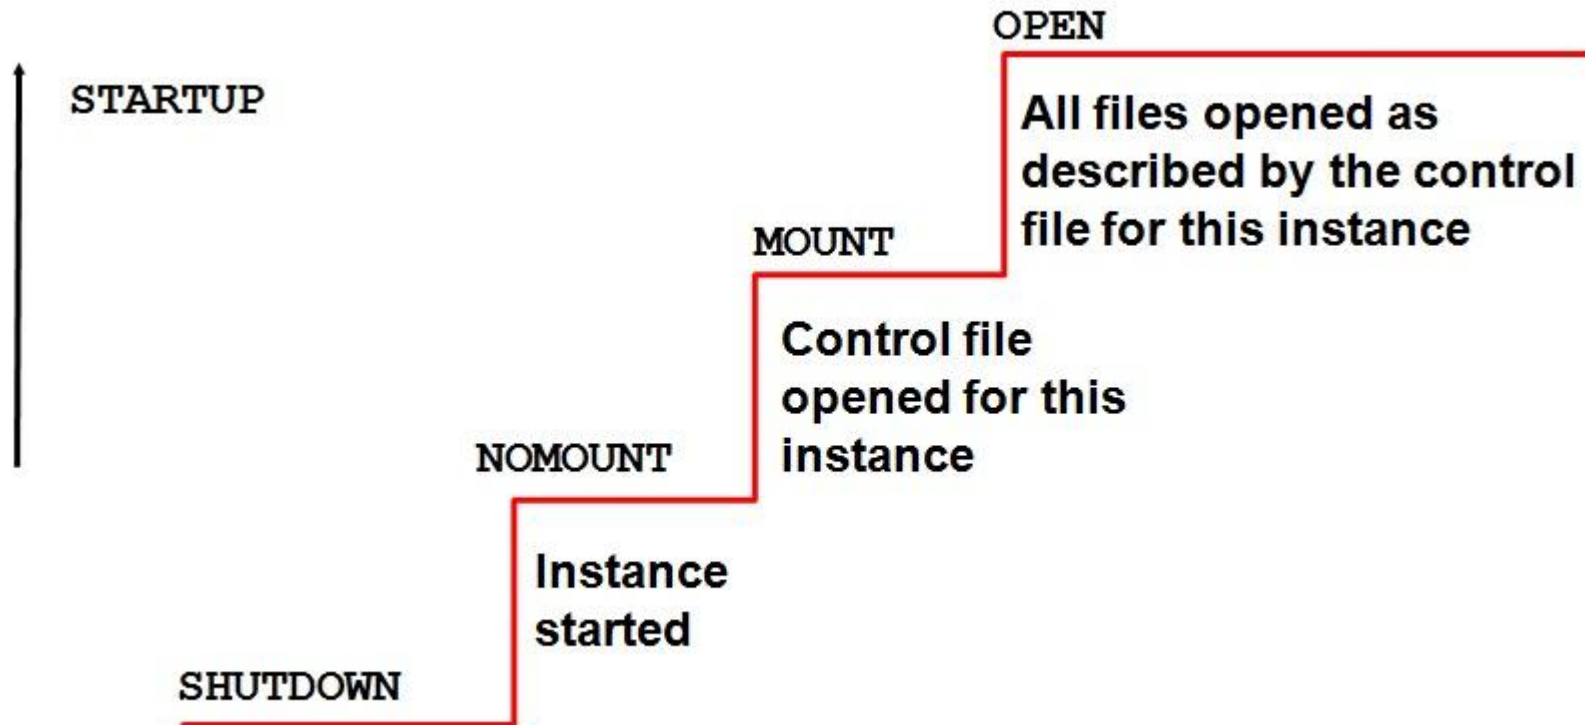 OPEN
STARTUP
All files opened as
described by the control
file for this instance
MOUNT
Control file
opened for this
instance
NOMOUNT
Instance
started
SHUTDOWN